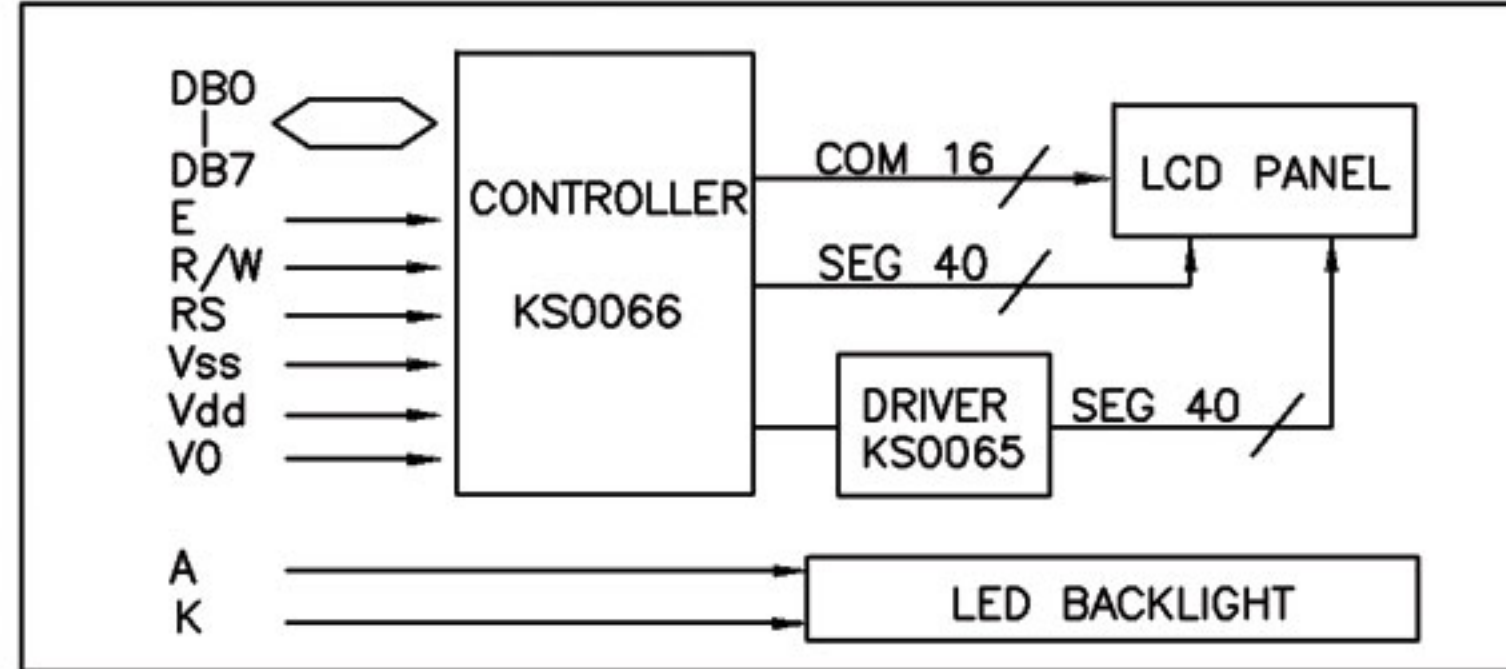 DB0
|
DB7
E
R/W
RS
Vss
Vdd
V0
A
K
CONTROLLER
KS0066
COM 16
SEG 40
DRIVER
KS0065
SEG 40
LCD PANEL
LED BACKLIGHT